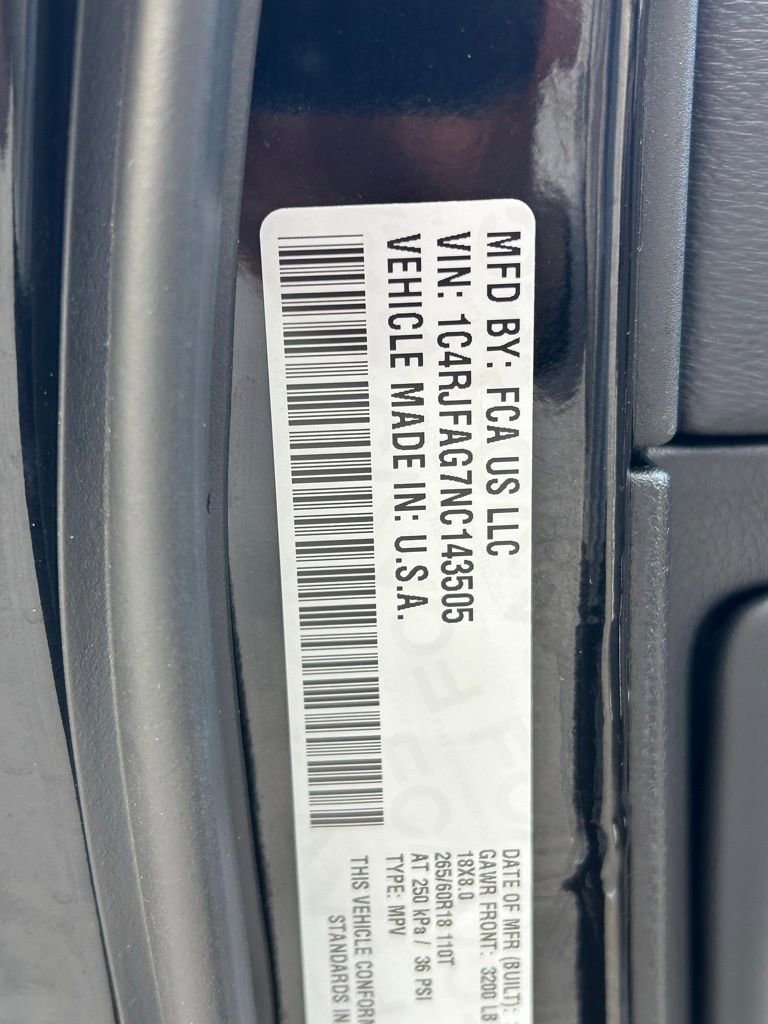 MFD BY: FCA US LLC
VIN: 1C4RJFAG7NC143505
VEHICLE MADE IN: U.S.A.
DATE OF MFR (BUILT):
GAWR FRONT: 3200 LB
18X8.0
265/60R18 110T
AT 250 kPa / 36 PSI
TYPE: MPV
THIS VEHICLE CONFORM
STANDARDS IN